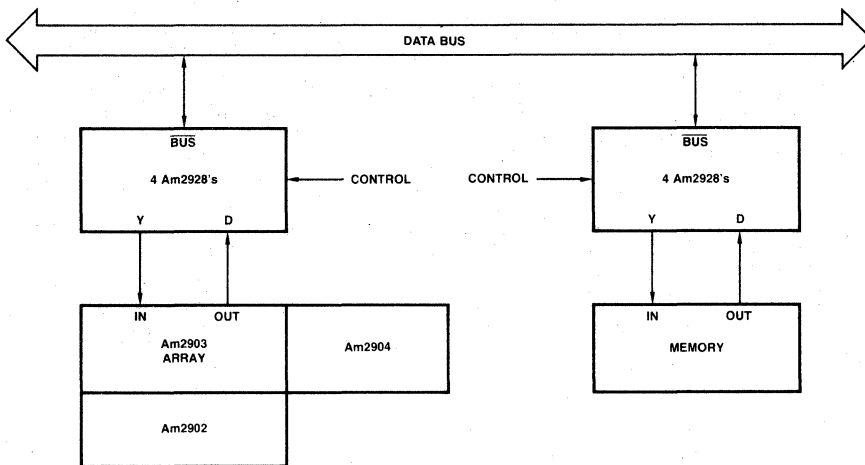 DATA BUS
BUS
4 Am2928's
Y D
CONTROL
CONTROL
BUS
4 Am2928's
Y D
IN OUT
Am2903
ARRAY
Am2904
Am2902
IN OUT
MEMORY